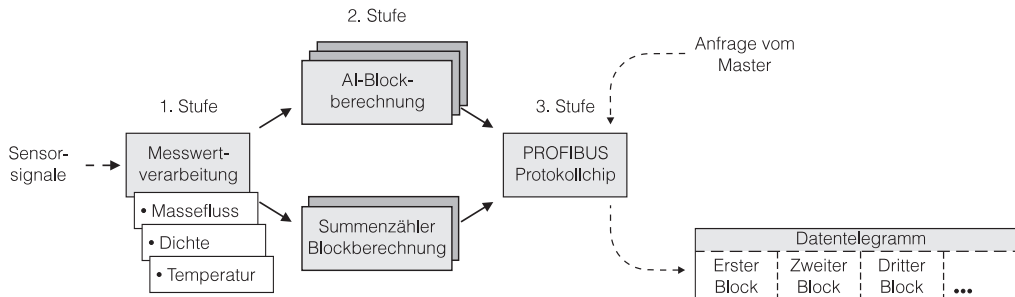 2. Stufe
AI-Block-
berechnung
Anfrage vom
Master
1. Stufe
3. Stufe
Sensor-
signale
Messwert-
verarbeitung
PROFIBUS
Protokollchip
• Massefluss
• Dichte
• Temperatur
Summenzähler
Blockberechnung
Datentelegramm
Erster
Block
Zweiter
Block
Dritter
Block
...